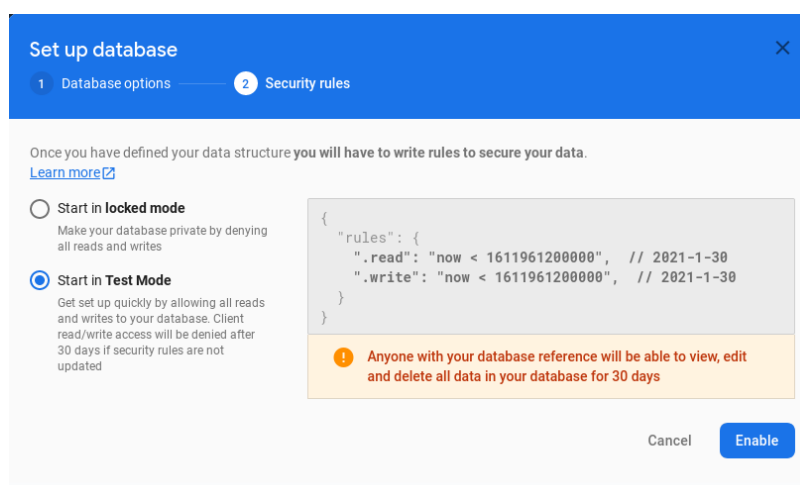 Set up database
1 Database options
2 Security rules
Once you have defined your data structure you will have to write rules to secure your data.
Learn more
Start in locked mode
Make your database private by denying
all reads and writes
Start in Test Mode
Get set up quickly by allowing all reads
and writes to your database. Client
read/write access will be denied after
30 days if security rules are not
updated
{
  "rules": {
    ".read": "now < 1611961200000",  // 2021-1-30
    ".write": "now < 1611961200000",  // 2021-1-30
  }
}
Anyone with your database reference will be able to view, edit
and delete all data in your database for 30 days
Cancel
Enable